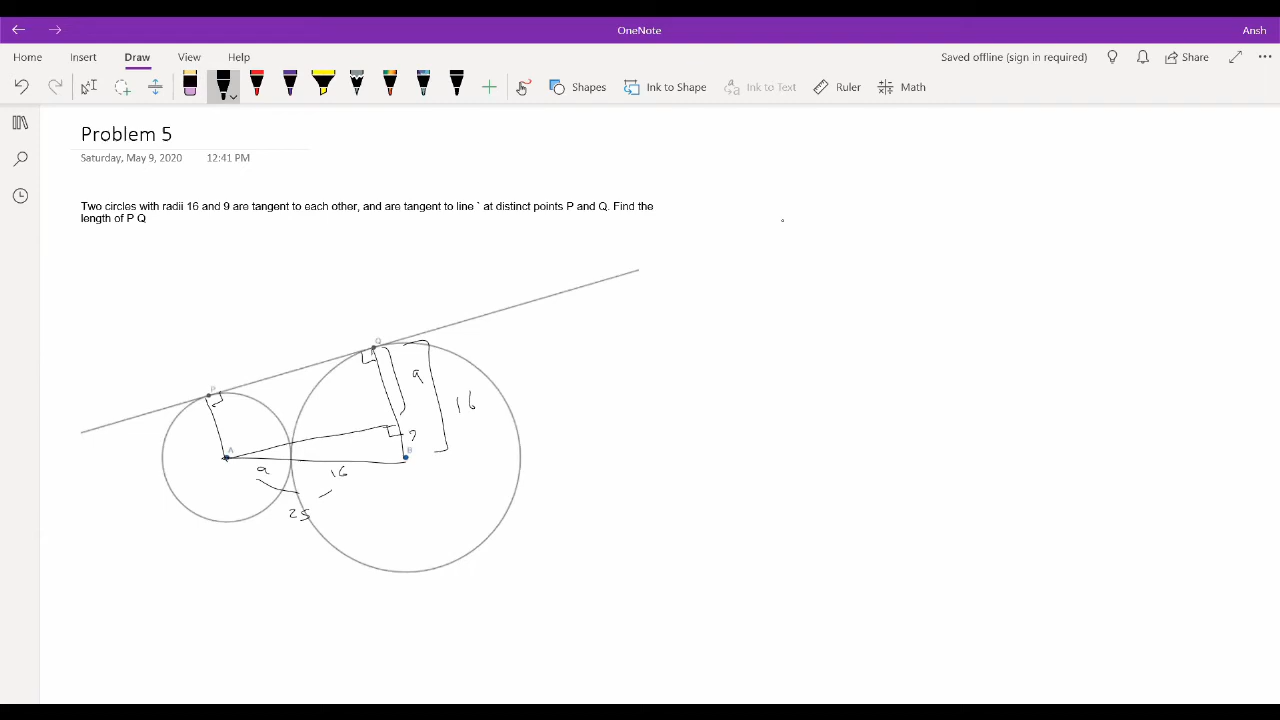 OneNote
Ansh
Home Insert Draw View Help
Saved offline (sign in required)
Share
Shapes
Ink to Shape
Ink to Text
Ruler
Math
Problem 5
Saturday, May 9, 2020 12:41 PM
Two circles with radii 16 and 9 are tangent to each other, and are tangent to line ` at distinct points P and Q. Find the
length of P Q
Q
P
9
16
A
B
9
16
25